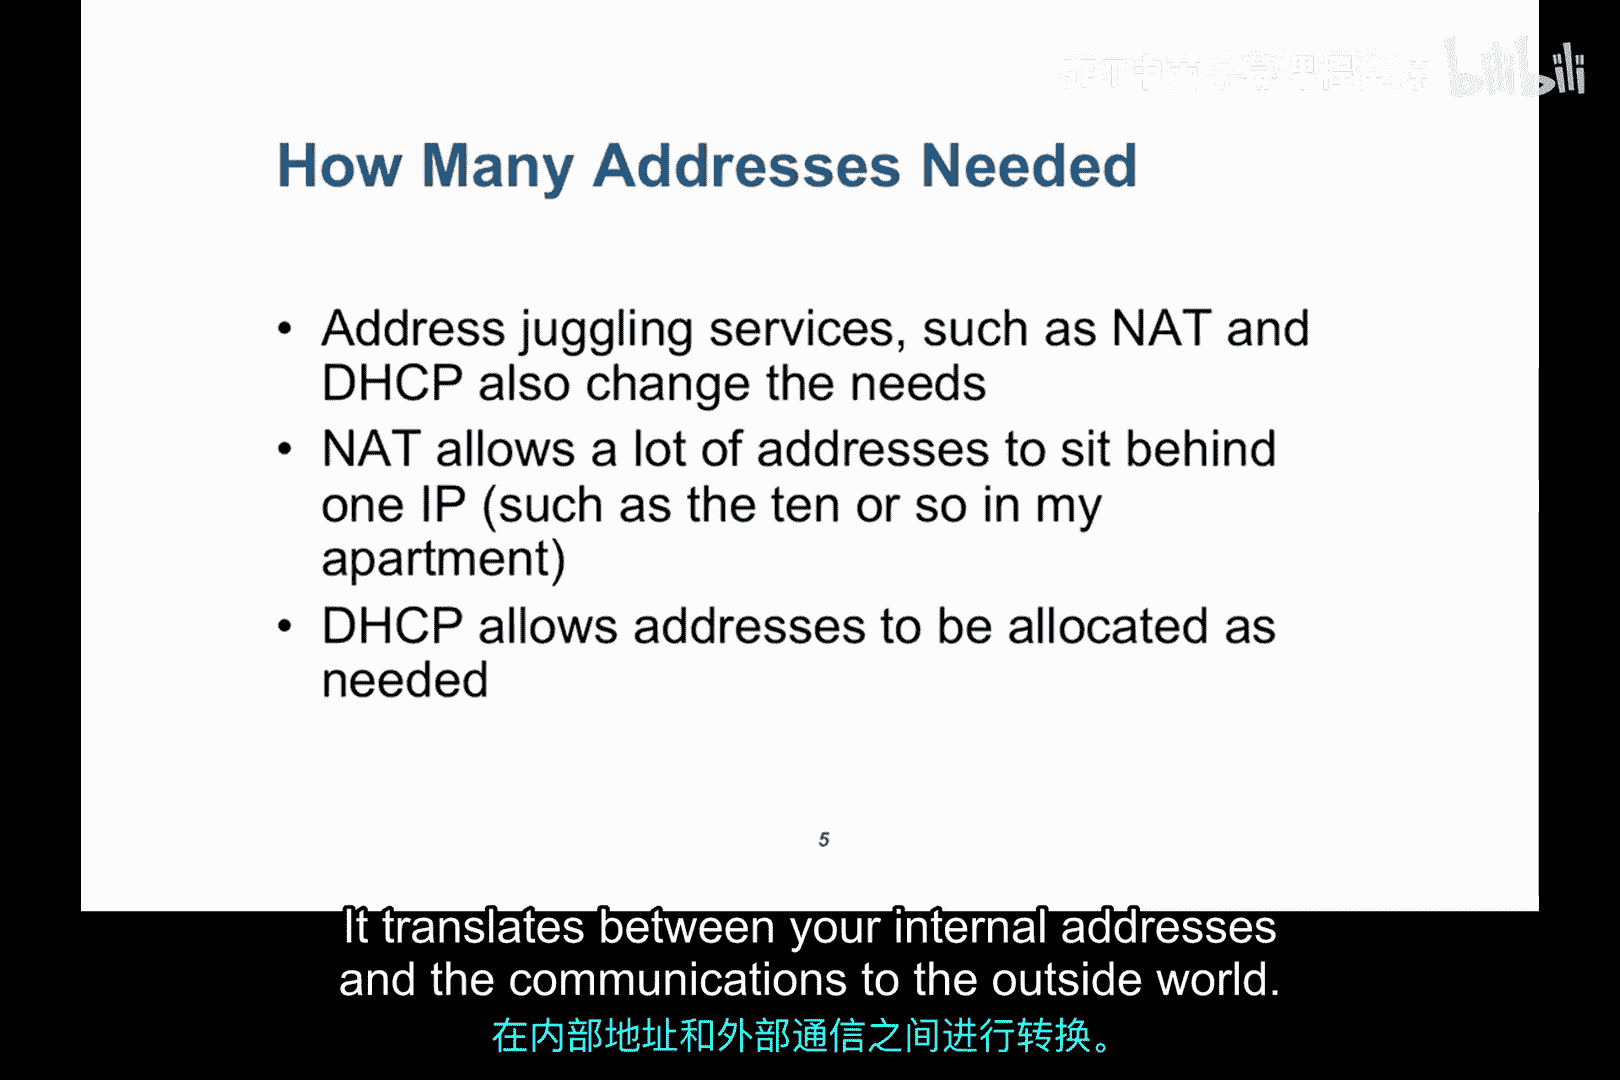 bilibili
How Many Addresses Needed
• Address juggling services, such as NAT and
DHCP also change the needs
• NAT allows a lot of addresses to sit behind
one IP (such as the ten or so in my
apartment)
• DHCP allows addresses to be allocated as
needed
5
It translates between your internal addresses
and the communications to the outside world.
在内部地址和外部通信之间进行转换。